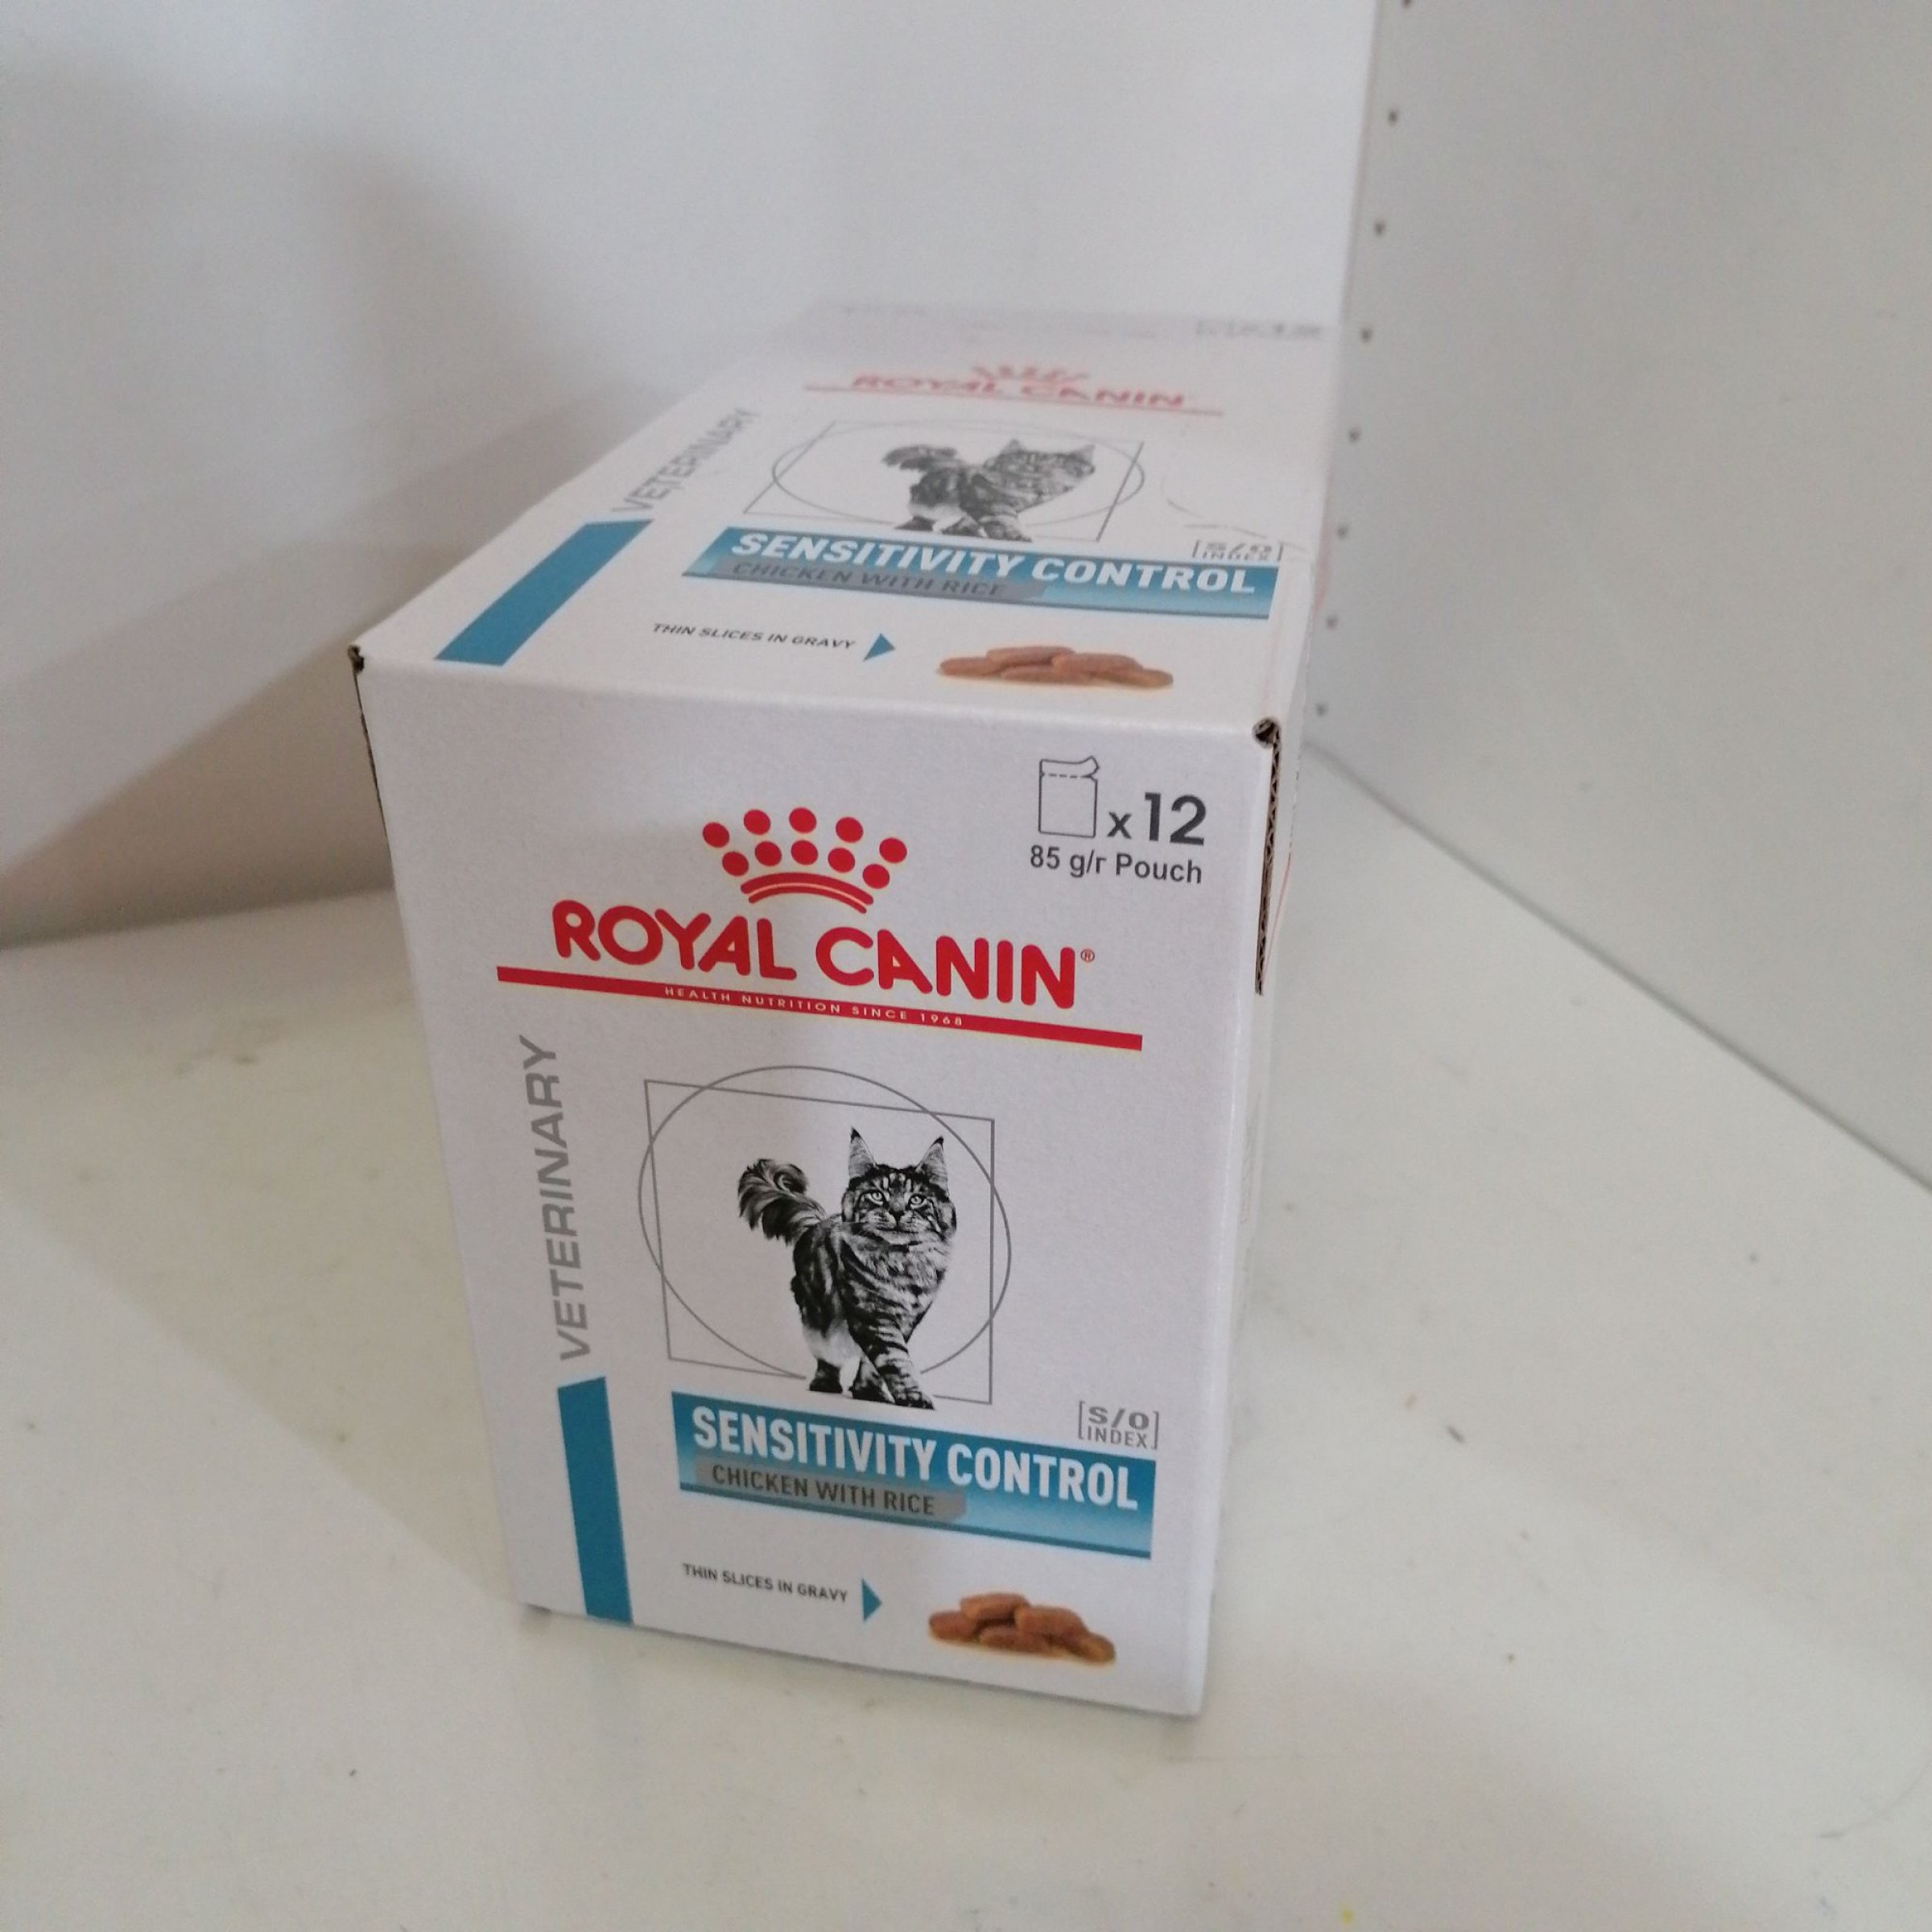 ROYAL CANIN
VETERINARY
SENSITIVITY CONTROL
CHICKEN WITH RICE
S/O
INDEX
THIN SLICES IN GRAVY
x12
85 g/r Pouch
ROYAL CANIN®
HEALTH NUTRITION SINCE 1968
VETERINARY
S/O
INDEX
SENSITIVITY CONTROL
CHICKEN WITH RICE
THIN SLICES IN GRAVY